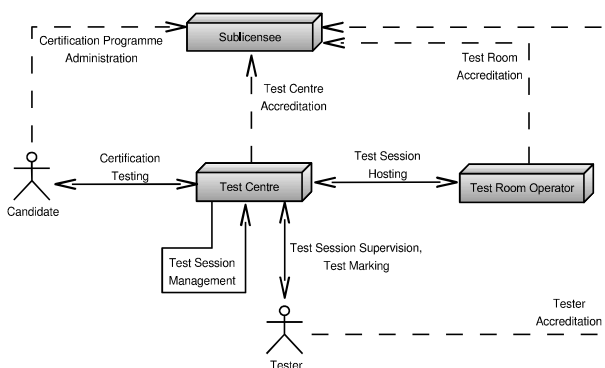 Certification Programme
Administration
Sublicensee
Test Room
Accreditation
Test Centre
Accreditation
Certification
Testing
Test Session
Hosting
Candidate
Test Centre
Test Room Operator
Test Session
Management
Test Session Supervision,
Test Marking
Tester
Accreditation
Tester